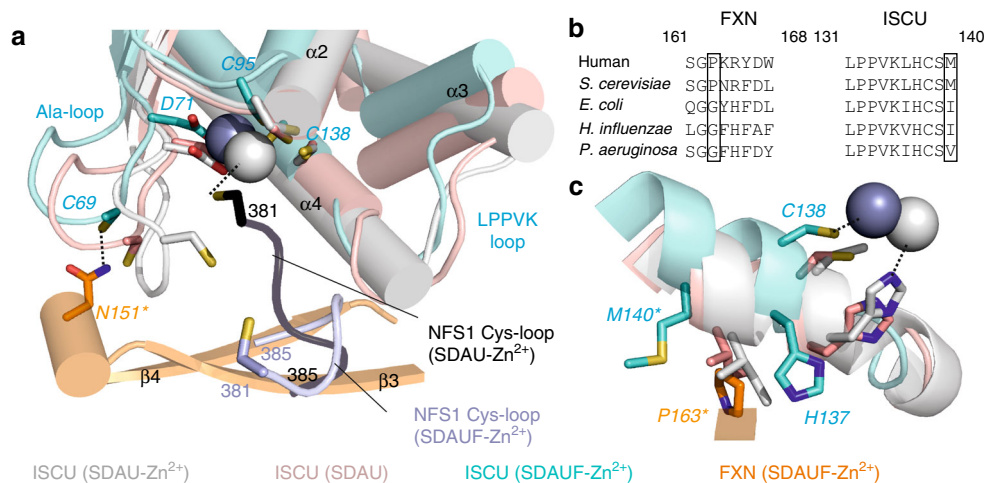 a
α2
C95
α3
Ala-loop
D71
C138
C69
381
α4
LPPVK
loop
N151*
NFS1 Cys-loop
(SDAU-Zn2+)
385
381
385
β4
β3
NFS1 Cys-loop
(SDAUF-Zn2+)
b
FXN ISCU
161 168 131 140
Human SGPKRYDW LPPVKLHCSM
S. cerevisiae SGPNRFDL LPPVKLHCSM
E. coli QGGYHFDL LPPVKIHCSI
H. influenzae LGGFHFAF LPPVKVHCSI
P. aeruginosa SGGFHFDY LPPVKIHCSV
c
C138
M140*
P163*
H137
ISCU (SDAU-Zn2+) ISCU (SDAU) ISCU (SDAUF-Zn2+) FXN (SDAUF-Zn2+)